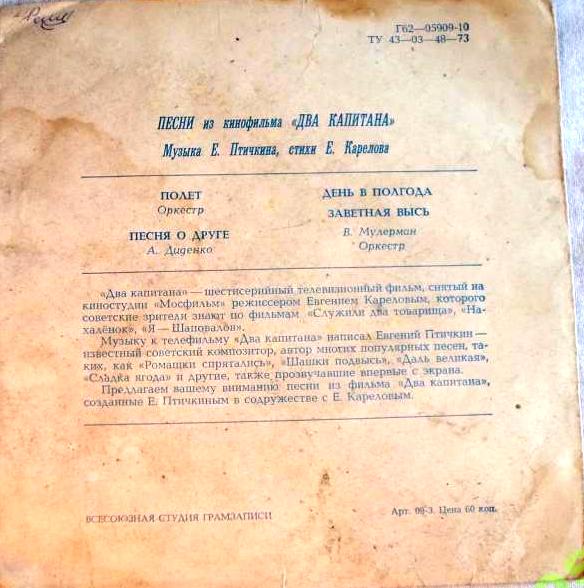 Г62—05909-10
ТУ 43—03—48—73
ПЕСНИ из кинофильма «ДВА КАПИТАНА»
Музыка Е. Птичкина, стихи Е. Карелова
ПОЛЕТ
Оркестр
ПЕСНЯ О ДРУГЕ
А. Диденко
ДЕНЬ В ПОЛГОДА
ЗАВЕТНАЯ ВЫСЬ
В. Мулерман
Оркестр
«Два капитана» — шестисерийный телевизионный фильм, снятый на
киностудии «Мосфильм» режиссером Евгением Кареловым, которого
советские зрители знают по фильмам «Служили два товарища», «На-
халёнок», «Я — Шаповалов».
Музыку к телефильму «Два капитана» написал Евгений Птичкин —
известный советский композитор, автор многих популярных песен, та-
ких, как «Ромашки спрятались», «Шашки подвысь», «Даль великая»,
«Сладка ягода» и другие, также прозвучавшие впервые с экрана.
Предлагаем вашему вниманию песни из фильма «Два капитана»,
созданные Е. Птичкиным в содружестве с Е. Кареловым.
ВСЕСОЮЗНАЯ СТУДИЯ ГРАМЗАПИСИ
Арт. 09-3. Цена 60 коп.